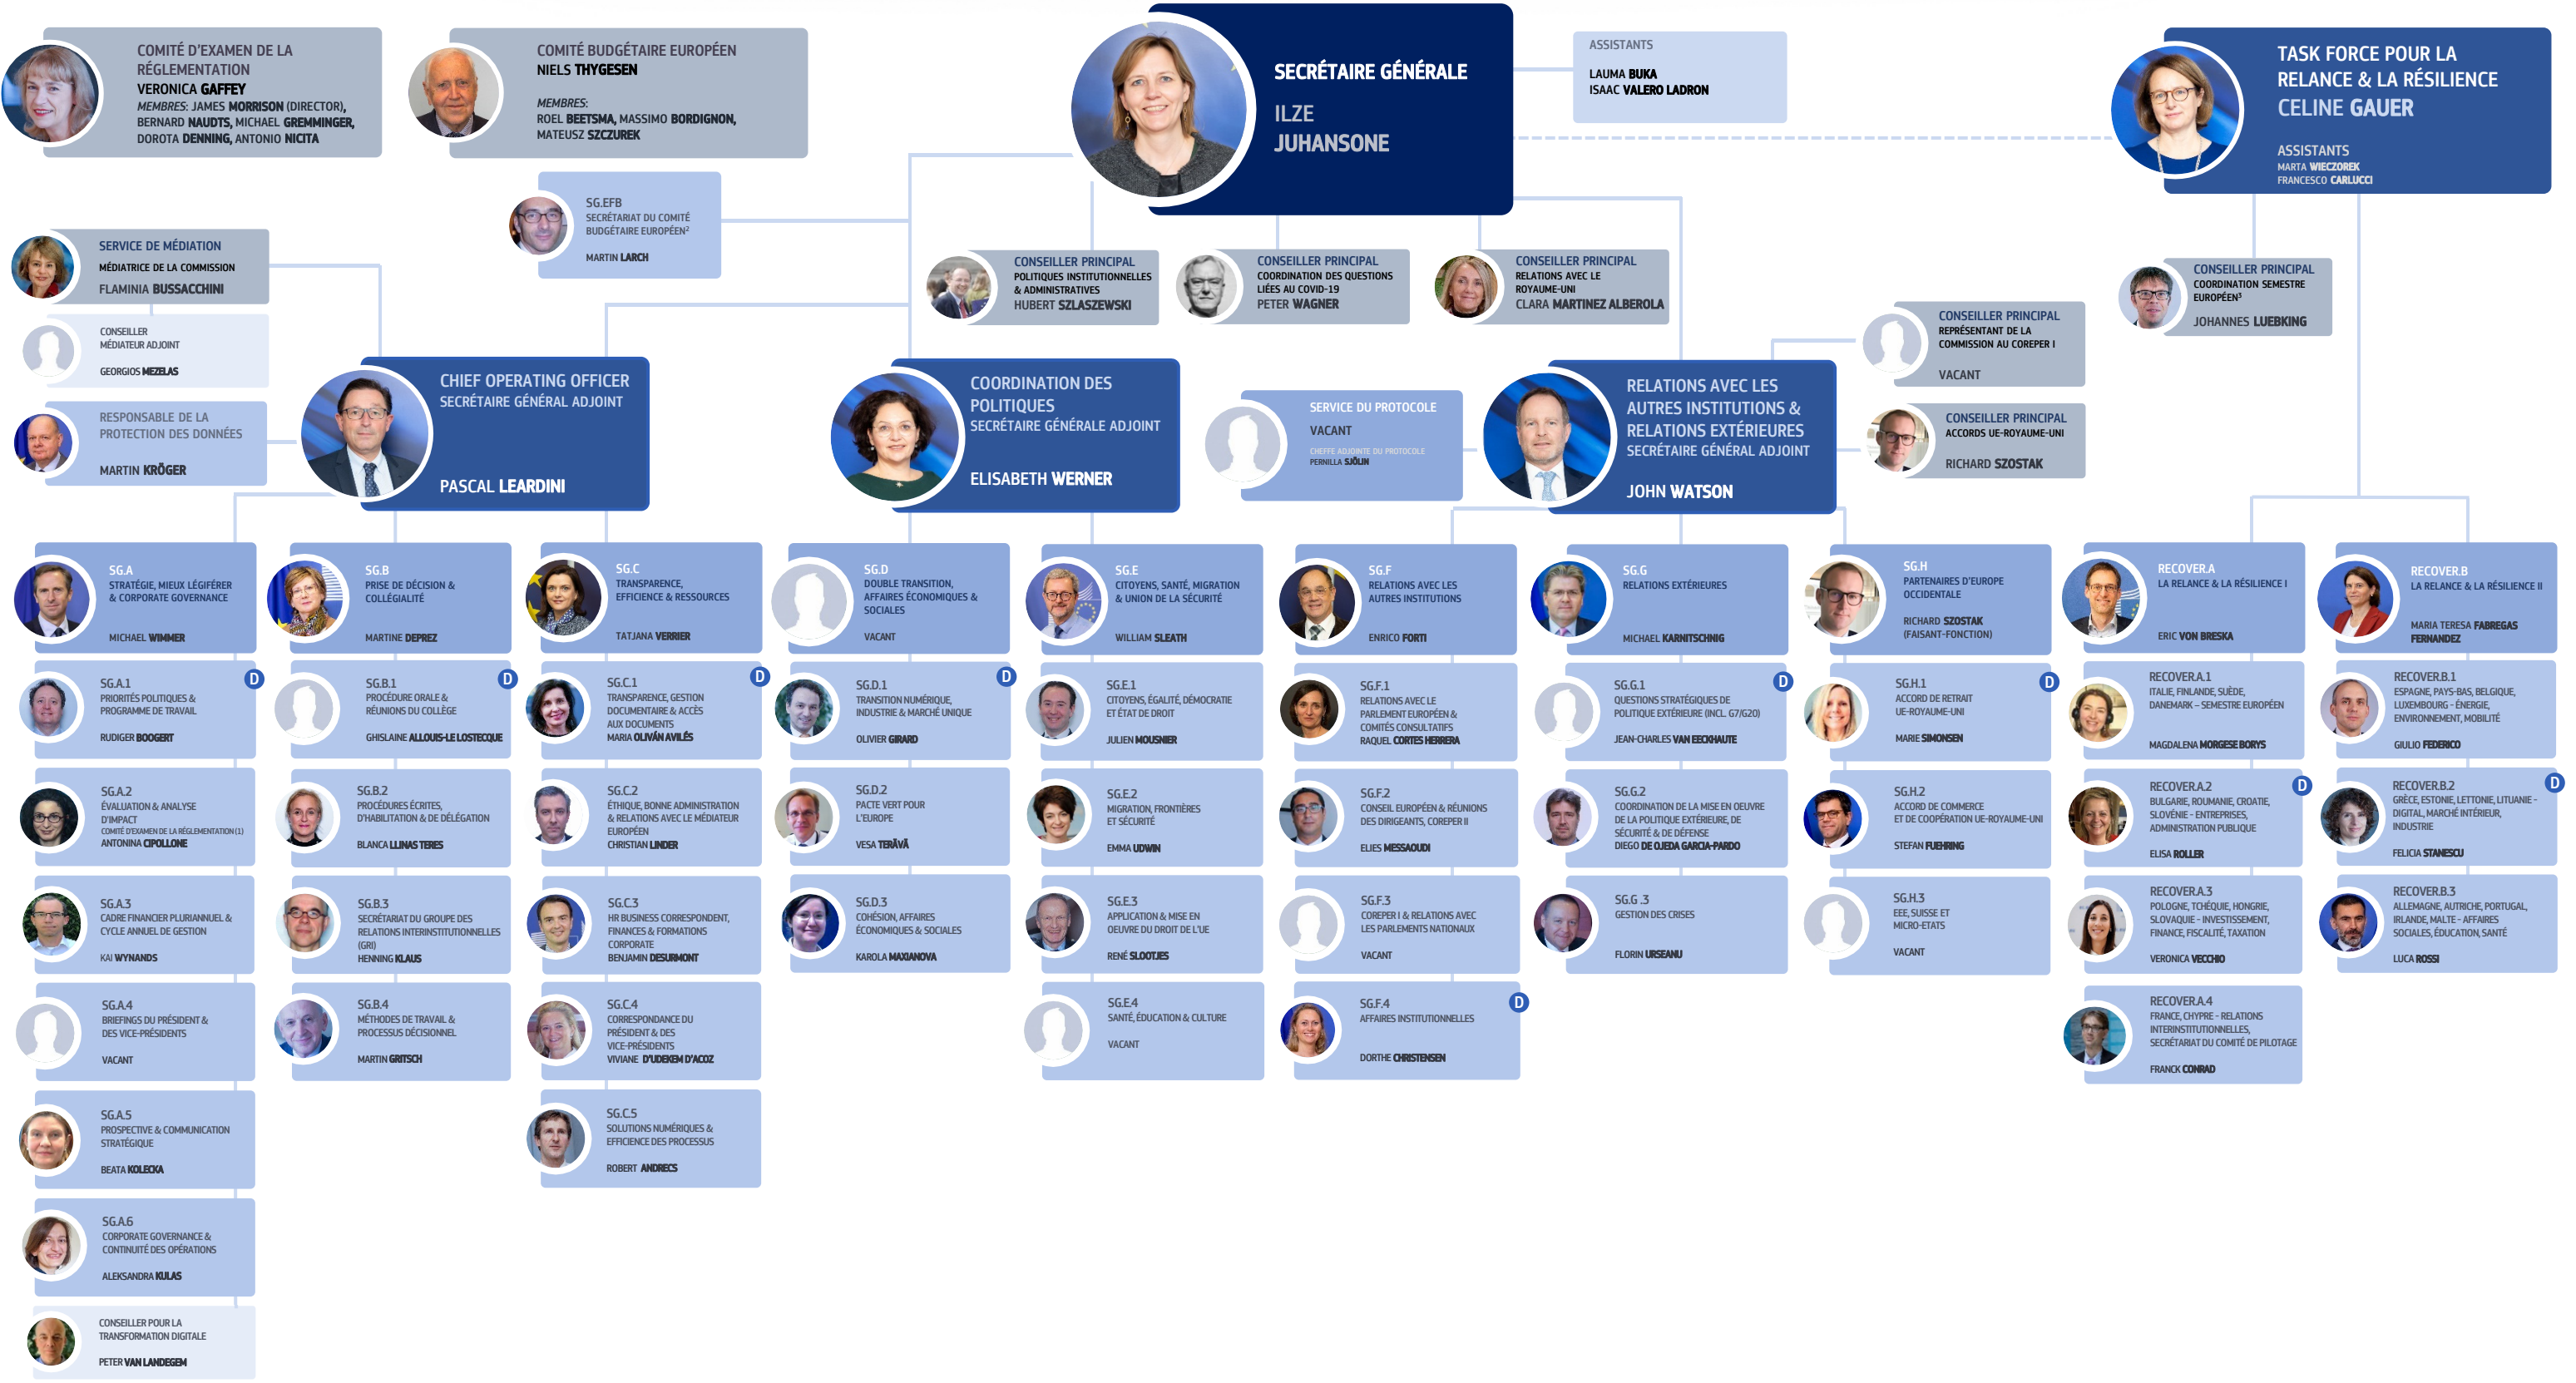 COMITÉ D'EXAMEN DE LA
RÉGLEMENTATION
VERONICA GAFFEY
MEMBRES: JAMES MORRISON (DIRECTOR),
BERNARD NAUDTS, MICHAEL GREMMINGER,
DOROTA DENNING, ANTONIO NICITA
COMITÉ BUDGÉTAIRE EUROPÉEN
NIELS THYGESEN
MEMBRES:
ROEL BEETSMA, MASSIMO BORDIGNON,
MATEUSZ SZCZUREK
SECRÉTAIRE GÉNÉRALE
ILZE
JUHANSONE
ASSISTANTS
LAUMA BUKA
ISAAC VALERO LADRON
TASK FORCE POUR LA
RELANCE & LA RÉSILIENCE
CELINE GAUER
ASSISTANTS
MARTA WIECZOREK
FRANCESCO CARLUCCI
SG.EFB
SECRÉTARIAT DU COMITÉ
BUDGÉTAIRE EUROPÉEN²
MARTIN LARCH
SERVICE DE MÉDIATION
MÉDIATRICE DE LA COMMISSION
FLAMINIA BUSSACCHINI
CONSEILLER
MÉDIATEUR ADJOINT
GEORGIOS MEZELAS
RESPONSABLE DE LA
PROTECTION DES DONNÉES
MARTIN KRÖGER
CONSEILLER PRINCIPAL
POLITIQUES INSTITUTIONNELLES
& ADMINISTRATIVES
HUBERT SZLASZEWSKI
CONSEILLER PRINCIPAL
COORDINATION DES QUESTIONS
LIÉES AU COVID-19
PETER WAGNER
CONSEILLER PRINCIPAL
RELATIONS AVEC LE
ROYAUME-UNI
CLARA MARTINEZ ALBEROLA
CONSEILLER PRINCIPAL
COORDINATION SEMESTRE
EUROPÉEN³
JOHANNES LUEBKING
CONSEILLER PRINCIPAL
REPRÉSENTANT DE LA
COMMISSION AU COREPER I
VACANT
CONSEILLER PRINCIPAL
ACCORDS UE-ROYAUME-UNI
RICHARD SZOSTAK
CHIEF OPERATING OFFICER
SECRÉTAIRE GÉNÉRAL ADJOINT
PASCAL LEARDINI
COORDINATION DES
POLITIQUES
SECRÉTAIRE GÉNÉRALE ADJOINT
ELISABETH WERNER
SERVICE DU PROTOCOLE
VACANT
CHEFFE ADJOINTE DU PROTOCOLE
PERNILLA SJÖLIN
RELATIONS AVEC LES
AUTRES INSTITUTIONS &
RELATIONS EXTÉRIEURES
SECRÉTAIRE GÉNÉRAL ADJOINT
JOHN WATSON
SG.A
STRATÉGIE, MIEUX LÉGIFÉRER
& CORPORATE GOVERNANCE
MICHAEL WIMMER
SG.A.1
PRIORITÉS POLITIQUES &
PROGRAMME DE TRAVAIL
RUDIGER BOOGERT
D
SG.A.2
ÉVALUATION & ANALYSE
D'IMPACT
COMITÉ D'EXAMEN DE LA RÉGLEMENTATION (1)
ANTONINA CIPOLLONE
SG.A.3
CADRE FINANCIER PLURIANNUEL &
CYCLE ANNUEL DE GESTION
KAI WYNANDS
SG.A.4
BRIEFINGS DU PRÉSIDENT &
DES VICE-PRÉSIDENTS
VACANT
SG.A.5
PROSPECTIVE & COMMUNICATION
STRATÉGIQUE
BEATA KOLECKA
SG.A.6
CORPORATE GOVERNANCE &
CONTINUITÉ DES OPÉRATIONS
ALEKSANDRA KULAS
CONSEILLER POUR LA
TRANSFORMATION DIGITALE
PETER VAN LANDEGEM
SG.B
PRISE DE DÉCISION &
COLLÉGIALITÉ
MARTINE DEPREZ
SG.B.1
PROCÉDURE ORALE &
RÉUNIONS DU COLLÈGE
GHISLAINE ALLOUIS-LE LOSTECQUE
D
SG.B.2
PROCÉDURES ÉCRITES,
D'HABILITATION & DE DÉLÉGATION
BLANCA LLINAS TERES
SG.B.3
SECRÉTARIAT DU GROUPE DES
RELATIONS INTERINSTITUTIONNELLES
(GRI)
HENNING KLAUS
SG.B.4
MÉTHODES DE TRAVAIL &
PROCESSUS DÉCISIONNEL
MARTIN GRITSCH
SG.C
TRANSPARENCE,
EFFICIENCE & RESSOURCES
TATJANA VERRIER
SG.C.1
TRANSPARENCE, GESTION
DOCUMENTAIRE & ACCÈS
AUX DOCUMENTS
MARIA OLIVÁN AVILÉS
D
SG.C.2
ÉTHIQUE, BONNE ADMINISTRATION
& RELATIONS AVEC LE MÉDIATEUR
EUROPÉEN
CHRISTIAN LINDER
SG.C.3
HR BUSINESS CORRESPONDENT,
FINANCES & FORMATIONS
CORPORATE
BENJAMIN DESURMONT
SG.C.4
CORRESPONDANCE DU
PRÉSIDENT & DES
VICE-PRÉSIDENTS
VIVIANE D'UDEKEM D'ACOZ
SG.C.5
SOLUTIONS NUMÉRIQUES &
EFFICIENCE DES PROCESSUS
ROBERT ANDRECS
SG.D
DOUBLE TRANSITION,
AFFAIRES ÉCONOMIQUES &
SOCIALES
VACANT
SG.D.1
TRANSITION NUMÉRIQUE,
INDUSTRIE & MARCHÉ UNIQUE
OLIVIER GIRARD
D
SG.D.2
PACTE VERT POUR
L'EUROPE
VESA TERÄVÄ
SG.D.3
COHÉSION, AFFAIRES
ÉCONOMIQUES & SOCIALES
KAROLA MAXIANOVA
SG.E
CITOYENS, SANTÉ, MIGRATION
& UNION DE LA SÉCURITÉ
WILLIAM SLEATH
SG.E.1
CITOYENS, ÉGALITÉ, DÉMOCRATIE
ET ÉTAT DE DROIT
JULIEN MOUSNIER
SG.E.2
MIGRATION, FRONTIÈRES
ET SÉCURITÉ
EMMA UDWIN
SG.E.3
APPLICATION & MISE EN
OEUVRE DU DROIT DE L'UE
RENÉ SLOOTJES
SG.E.4
SANTÉ, ÉDUCATION & CULTURE
VACANT
SG.F
RELATIONS AVEC LES
AUTRES INSTITUTIONS
ENRICO FORTI
SG.F.1
RELATIONS AVEC LE
PARLEMENT EUROPÉEN &
COMITÉS CONSULTATIFS
RAQUEL CORTES HERRERA
SG.F.2
CONSEIL EUROPÉEN & RÉUNIONS
DES DIRIGEANTS, COREPER II
ELIES MESSAOUDI
SG.F.3
COREPER I & RELATIONS AVEC
LES PARLEMENTS NATIONAUX
VACANT
SG.F.4
AFFAIRES INSTITUTIONNELLES
DORTHE CHRISTENSEN
D
SG.G
RELATIONS EXTÉRIEURES
MICHAEL KARNITSCHNIG
SG.G.1
QUESTIONS STRATÉGIQUES DE
POLITIQUE EXTÉRIEURE (INCL. G7/G20)
JEAN-CHARLES VAN EECKHAUTE
D
SG.G.2
COORDINATION DE LA MISE EN OEUVRE
DE LA POLITIQUE EXTÉRIEURE, DE
SÉCURITÉ & DE DÉFENSE
DIEGO DE OJEDA GARCIA-PARDO
SG.G .3
GESTION DES CRISES
FLORIN URSEANU
SG.H
PARTENAIRES D'EUROPE
OCCIDENTALE
RICHARD SZOSTAK
(FAISANT-FONCTION)
SG.H.1
ACCORD DE RETRAIT
UE-ROYAUME-UNI
MARIE SIMONSEN
D
SG.H.2
ACCORD DE COMMERCE
ET DE COOPÉRATION UE-ROYAUME-UNI
STEFAN FUEHRING
SG.H.3
EEE, SUISSE ET
MICRO-ETATS
VACANT
RECOVER.A
LA RELANCE & LA RÉSILIENCE I
ERIC VON BRESKA
RECOVER.A.1
ITALIE, FINLANDE, SUÈDE,
DANEMARK – SEMESTRE EUROPÉEN
MAGDALENA MORGESE BORYS
RECOVER.A.2
BULGARIE, ROUMANIE, CROATIE,
SLOVÉNIE - ENTREPRISES,
ADMINISTRATION PUBLIQUE
ELISA ROLLER
D
RECOVER.A.3
POLOGNE, TCHÉQUIE, HONGRIE,
SLOVAQUIE - INVESTISSEMENT,
FINANCE, FISCALITÉ, TAXATION
VERONICA VECCHIO
RECOVER.A.4
FRANCE, CHYPRE - RELATIONS
INTERINSTITUTIONNELLES,
SECRÉTARIAT DU COMITÉ DE PILOTAGE
FRANCK CONRAD
RECOVER.B
LA RELANCE & LA RÉSILIENCE II
MARIA TERESA FABREGAS
FERNANDEZ
RECOVER.B.1
ESPAGNE, PAYS-BAS, BELGIQUE,
LUXEMBOURG - ÉNERGIE,
ENVIRONNEMENT, MOBILITÉ
GIULIO FEDERICO
RECOVER.B.2
GRÈCE, ESTONIE, LETTONIE, LITUANIE -
DIGITAL, MARCHÉ INTÉRIEUR,
INDUSTRIE
FELICIA STANESCU
D
RECOVER.B.3
ALLEMAGNE, AUTRICHE, PORTUGAL,
IRLANDE, MALTE - AFFAIRES
SOCIALES, ÉDUCATION, SANTÉ
LUCA ROSSI